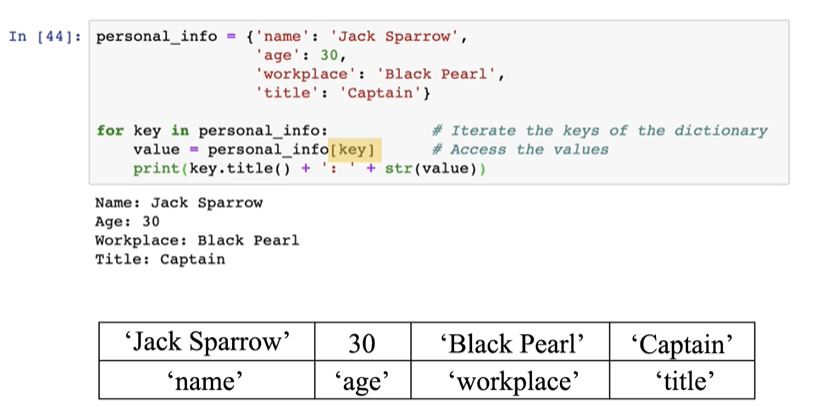 In [44]: personal_info = {'name': 'Jack Sparrow',
'age': 30,
'workplace': 'Black Pearl',
'title': 'Captain'}
for key in personal_info: # Iterate the keys of the dictionary
value = personal_info[key] # Access the values
print(key.title() + ': ' + str(value))
Name: Jack Sparrow
Age: 30
Workplace: Black Pearl
Title: Captain
‘Jack Sparrow’ 30 ‘Black Pearl’ ‘Captain’
‘name’ ‘age’ ‘workplace’ ‘title’